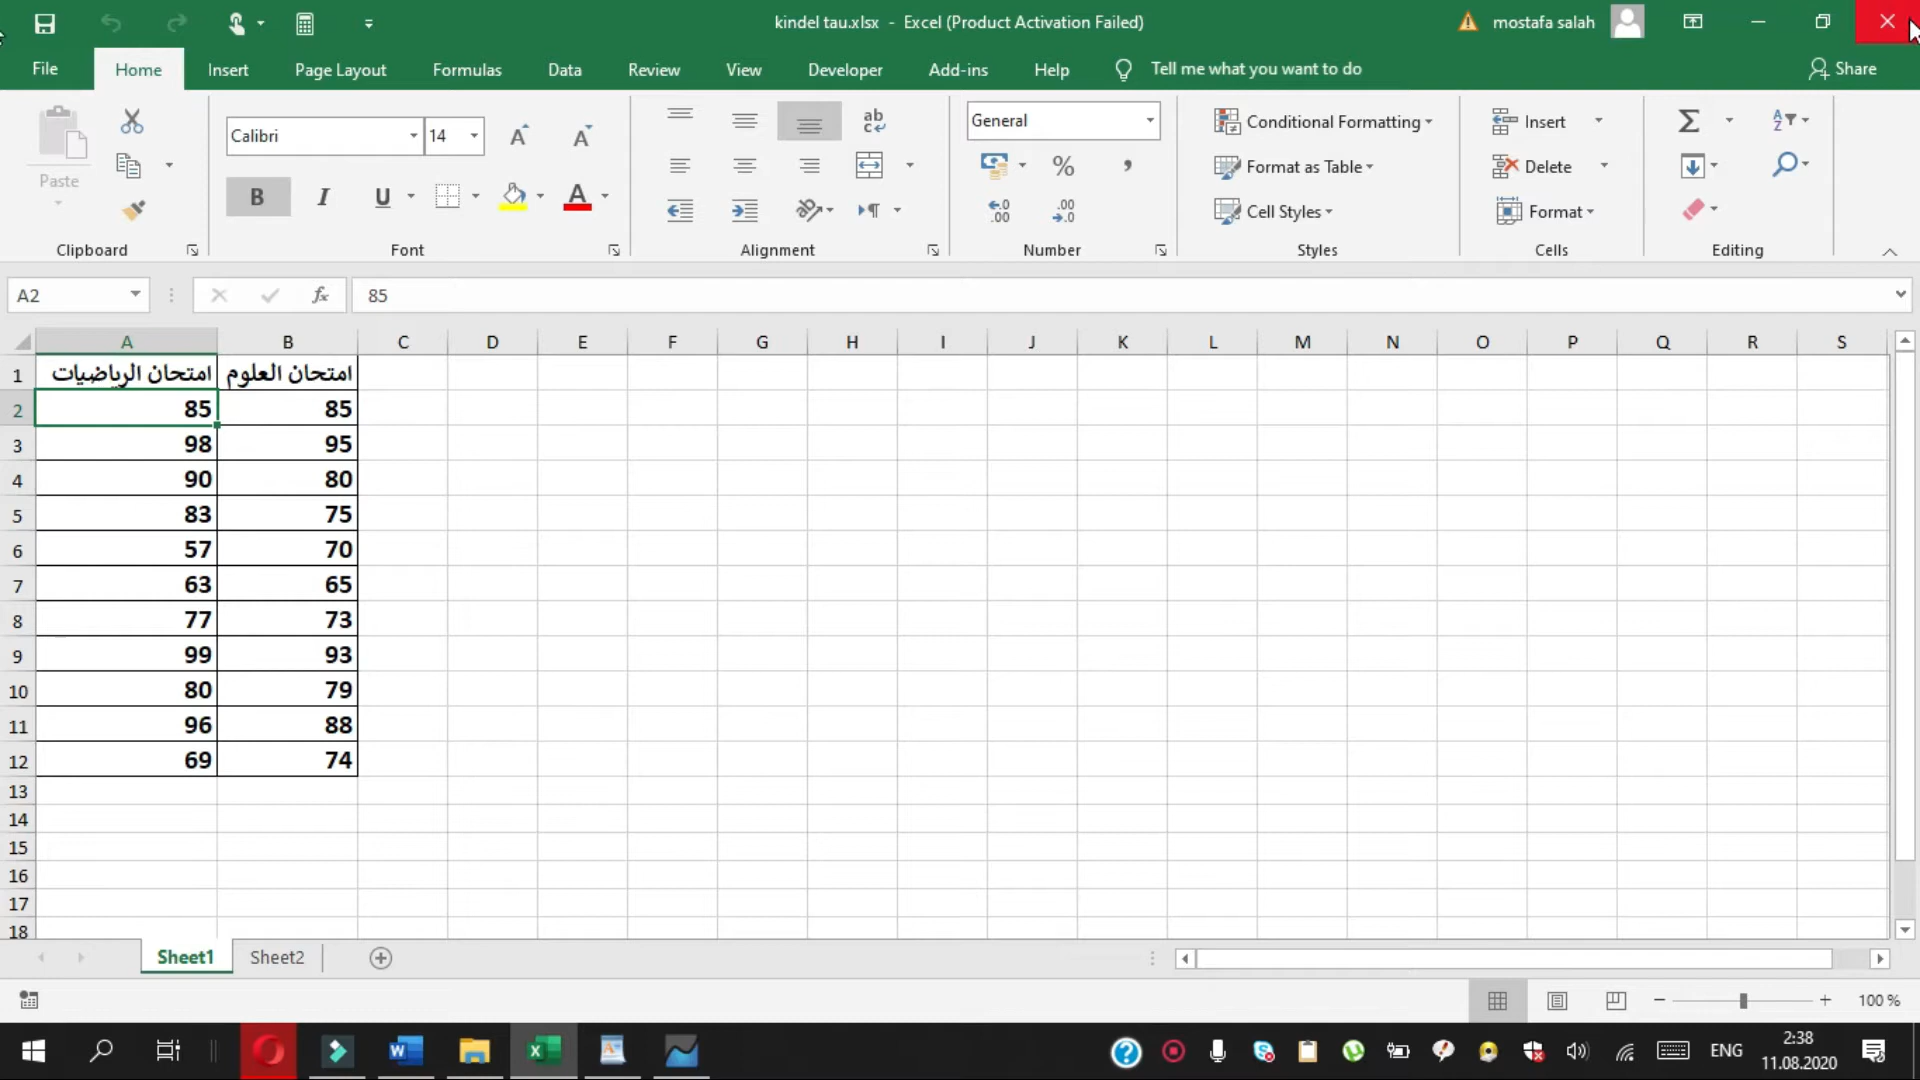 kindel tau.xlsx - Excel (Product Activation Failed)
mostafa salah
File
Home
Insert
Page Layout
Formulas
Data
Review
View
Developer
Add-ins
Help
Tell me what you want to do
Share
Paste
Clipboard
Calibri
14
B
I
U
A
Font
ab
c
Alignment
General
%
,
.00
.0
Number
Conditional Formatting
Format as Table
Cell Styles
Styles
Insert
Delete
Format
Cells
Editing
A2
fx
85
A B C D E F G H I J K L M N O P Q R S
1 امتحان الرياضيات امتحان العلوم
2 85 85
3 98 95
4 90 80
5 83 75
6 57 70
7 63 65
8 77 73
9 99 93
10 80 79
11 96 88
12 69 74
13
14
15
16
17
18
Sheet1
Sheet2
100 %
ENG
2:38
11.08.2020